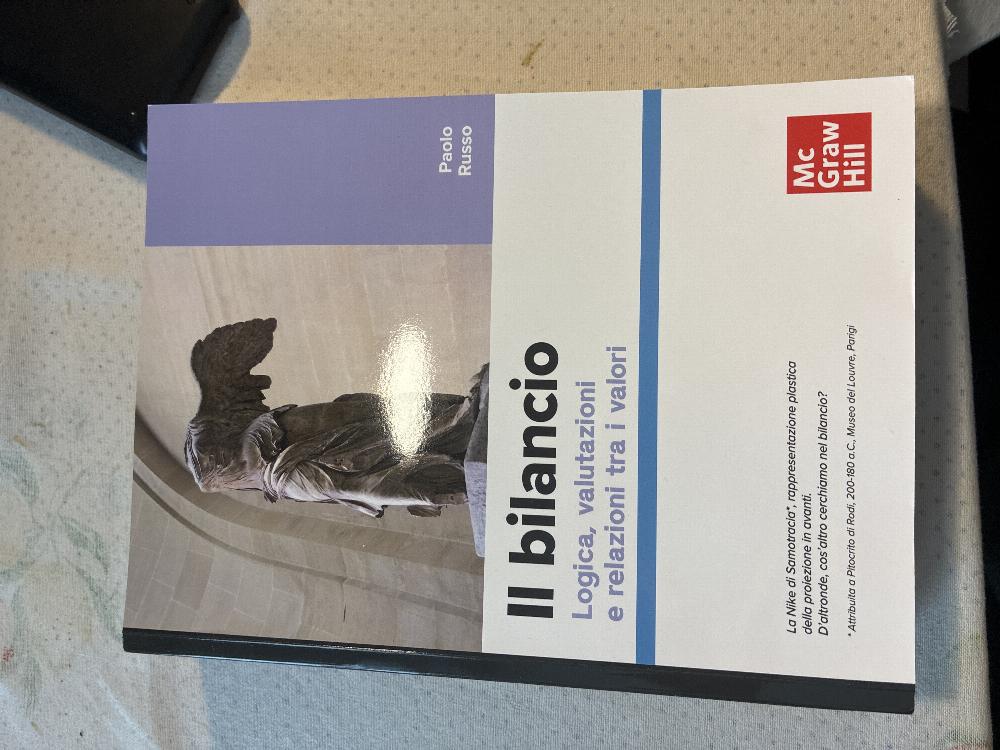 Paolo
Russo
Il bilancio
Logica, valutazioni
e relazioni tra i valori
La Nike di Samotracia*, rappresentazione plastica
della proiezione in avanti.
D'altronde, cos'altro cerchiamo nel bilancio?
* Attribuita a Pitocrito di Rodi, 200-180 a.C., Museo del Louvre, Parigi
Mc
Graw
Hill